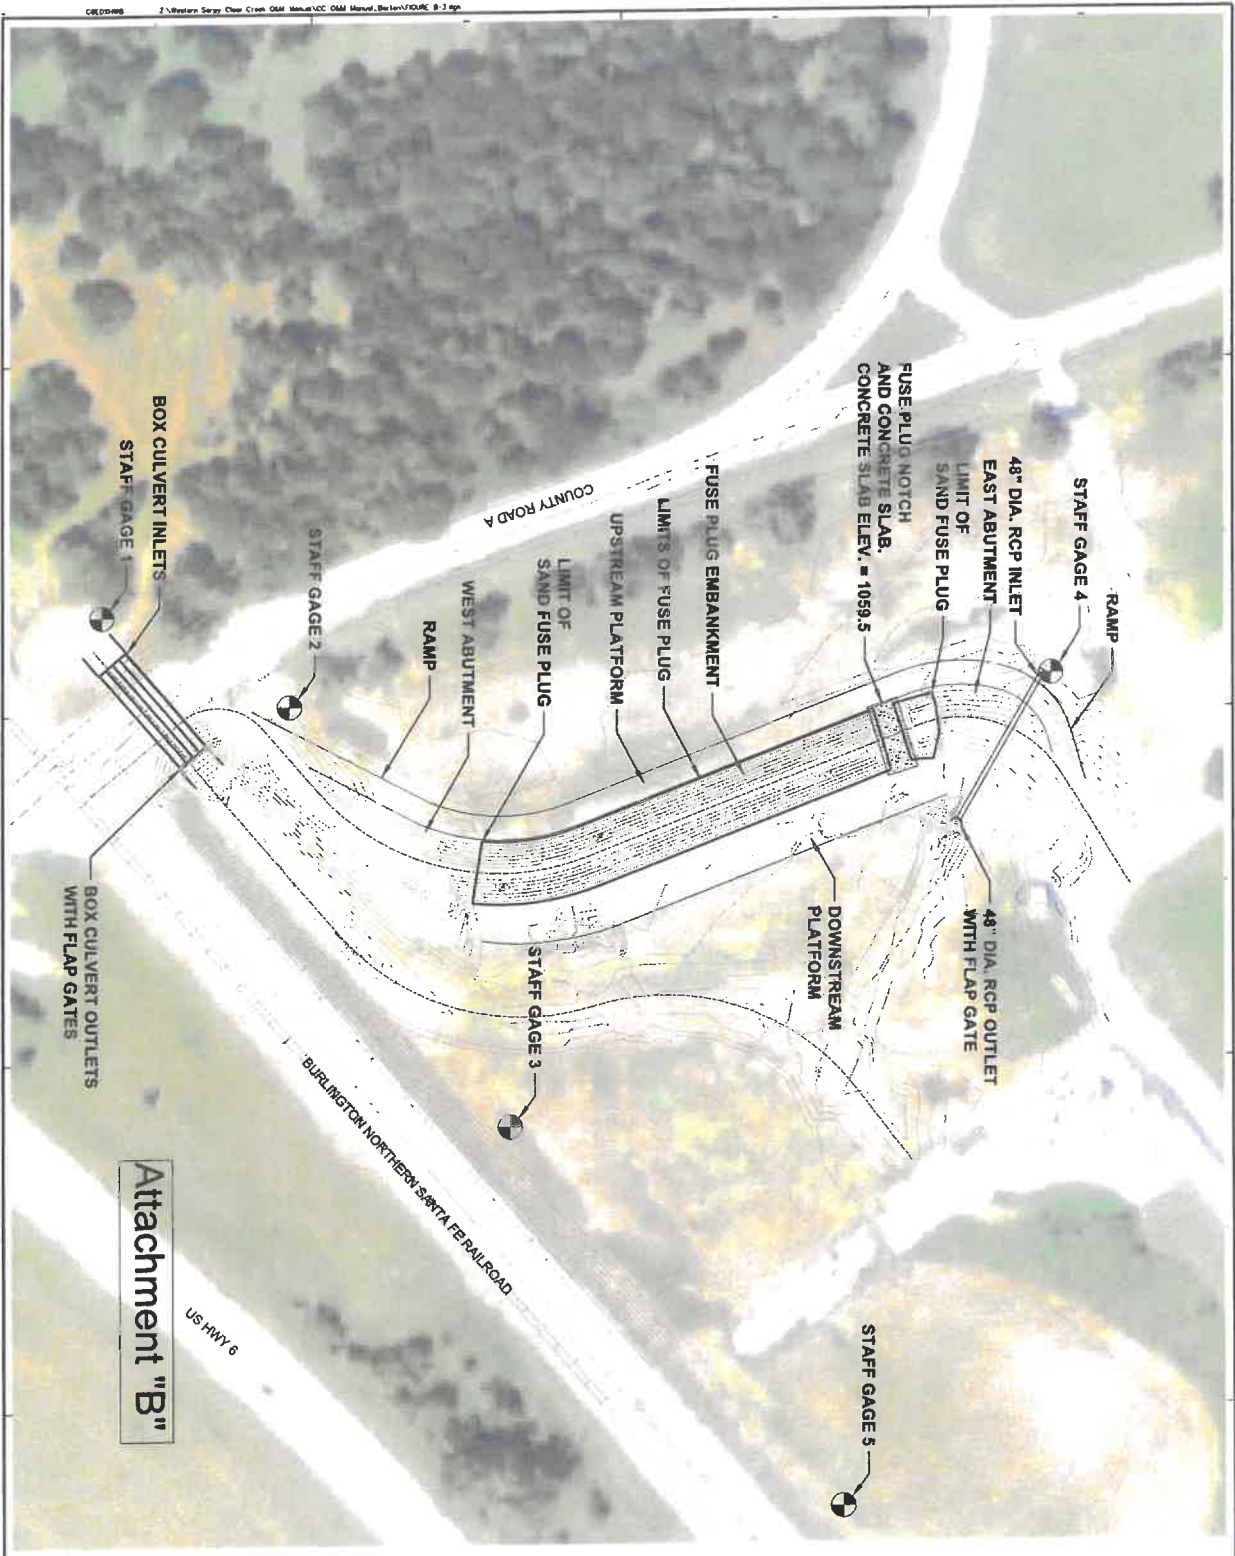 STAFF GAGE 4
RAMP
48" DIA. RCP INLET
EAST ABUTMENT
LIMIT OF
SAND FUSE PLUG
FUSE PLUG NOTCH
AND CONCRETE SLAB.
CONCRETE SLAB ELEV. = 1059.5
48" DIA. RCP OUTLET
WITH FLAP GATE
STAFF GAGE 5
DOWNSTREAM
PLATFORM
FUSE PLUG EMBANKMENT
LIMITS OF FUSE PLUG
UPSTREAM PLATFORM
COUNTY ROAD A
LIMIT OF
SAND FUSE PLUG
STAFF GAGE 3
WEST ABUTMENT
RAMP
STAFF GAGE 2
BURLINGTON NORTHERN SANTA FE RAILROAD
BOX CULVERT INLETS
STAFF GAGE 1
BOX CULVERT OUTLETS
WITH FLAP GATES
US HWY 6
Attachment "B"